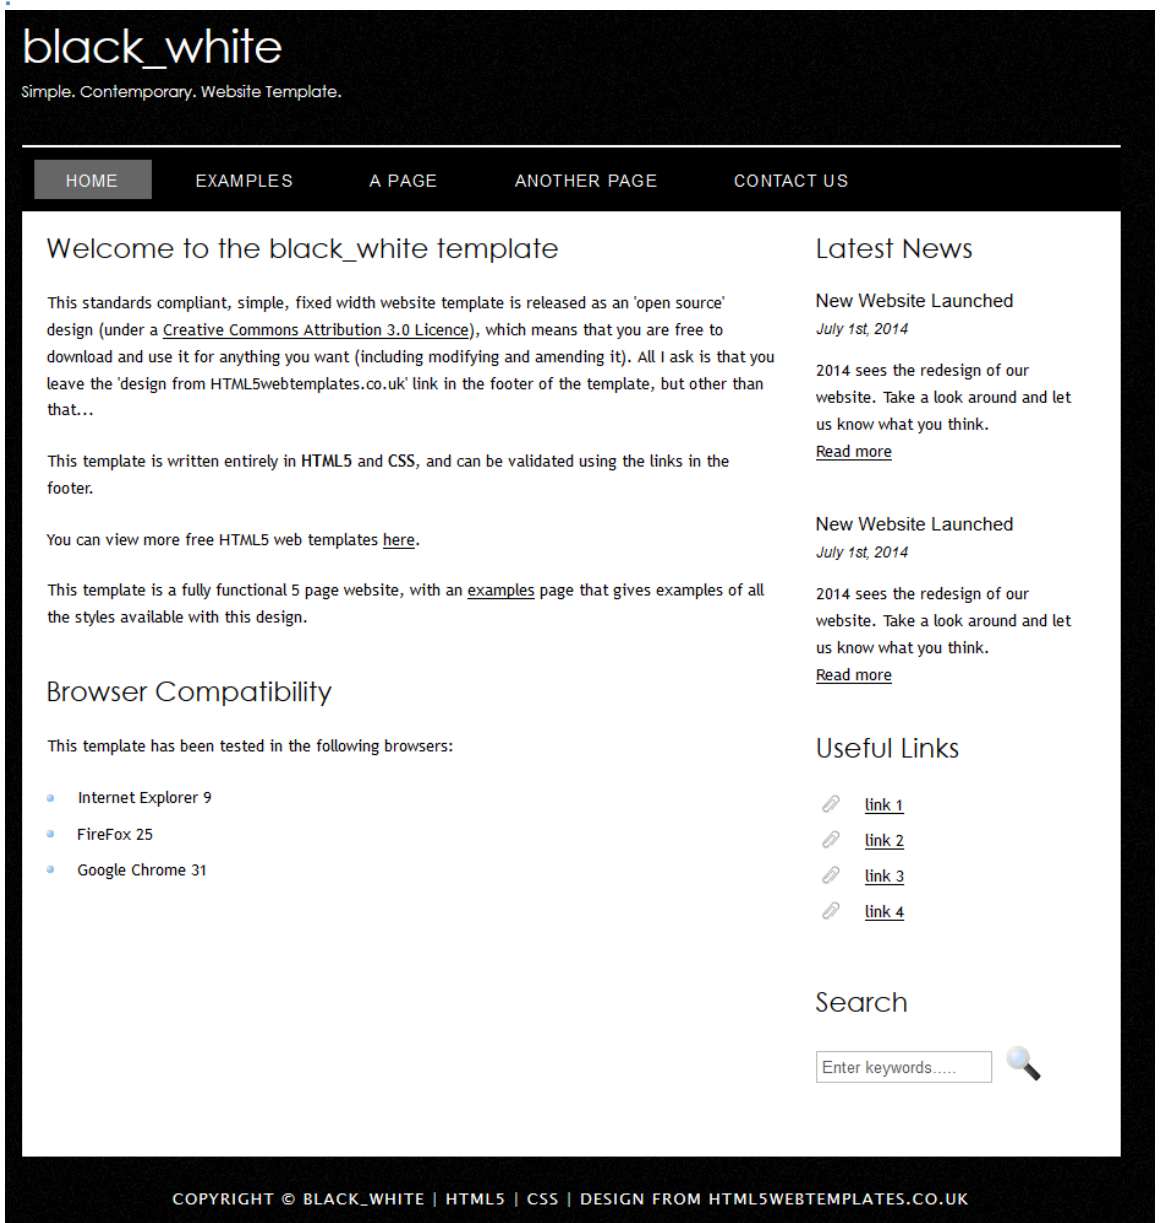 black_white
Simple. Contemporary. Website Template.
HOME EXAMPLES A PAGE ANOTHER PAGE CONTACT US
Welcome to the black_white template
This standards compliant, simple, fixed width website template is released as an 'open source'
design (under a Creative Commons Attribution 3.0 Licence), which means that you are free to
download and use it for anything you want (including modifying and amending it). All I ask is that you
leave the 'design from HTML5webtemplates.co.uk' link in the footer of the template, but other than
that...
This template is written entirely in HTML5 and CSS, and can be validated using the links in the
footer.
You can view more free HTML5 web templates here.
This template is a fully functional 5 page website, with an examples page that gives examples of all
the styles available with this design.
Browser Compatibility
This template has been tested in the following browsers:
Internet Explorer 9
FireFox 25
Google Chrome 31
Latest News
New Website Launched
July 1st, 2014
2014 sees the redesign of our
website. Take a look around and let
us know what you think.
Read more
New Website Launched
July 1st, 2014
2014 sees the redesign of our
website. Take a look around and let
us know what you think.
Read more
Useful Links
link 1
link 2
link 3
link 4
Search
Enter keywords.....
COPYRIGHT © BLACK_WHITE | HTML5 | CSS | DESIGN FROM HTML5WEBTEMPLATES.CO.UK